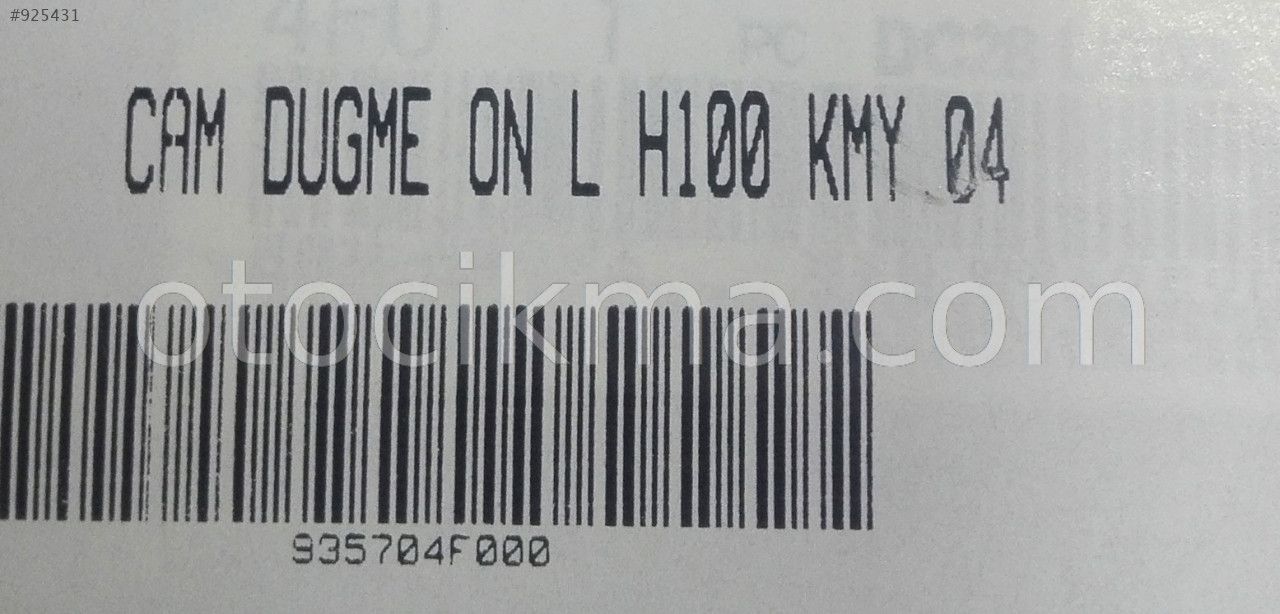 #925431
CAM DUGME ON L H100 KMY 04
otocikma.com
935704F000